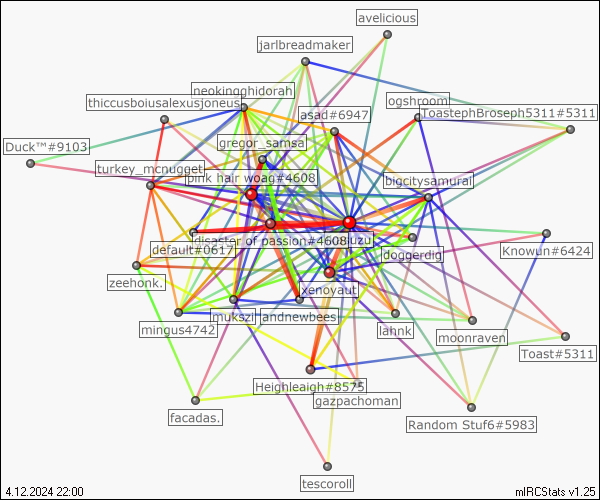 avelicious
jarlbreadmaker
neokingghidorah
thiccusboiusalexusjoneus
ogshroom
asad#6947
ToastephBroseph5311#5311
Duck™#9103
gregor_samsa
turkey_mcnugget
pink hair woag#4608
bigcitysamurai
default#0617
disaster of passion#4608
uzu
doggerdig
Knowun#6424
zeehonk.
xenoyaut
mingus4742
mukszi
andnewbees
lahnk
moonraven
Toast#5311
Heighleaigh#8575
gazpachoman
facadas.
Random Stuf6#5983
tescoroll
4.12.2024 22:00
mIRCStats v1.25